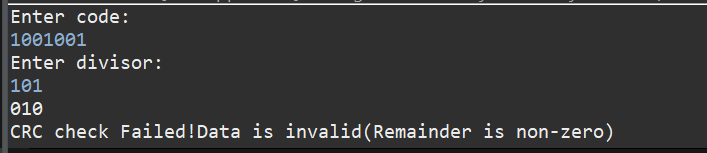 Enter code:
1001001
Enter divisor:
101
010
CRC check Failed!Data is invalid(Remainder is non-zero)